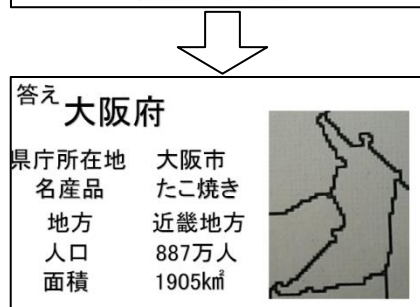 答え
大阪府
県庁所在地 大阪市
名産品 たこ焼き
地方 近畿地方
人口 887万人
面積 1905㎢